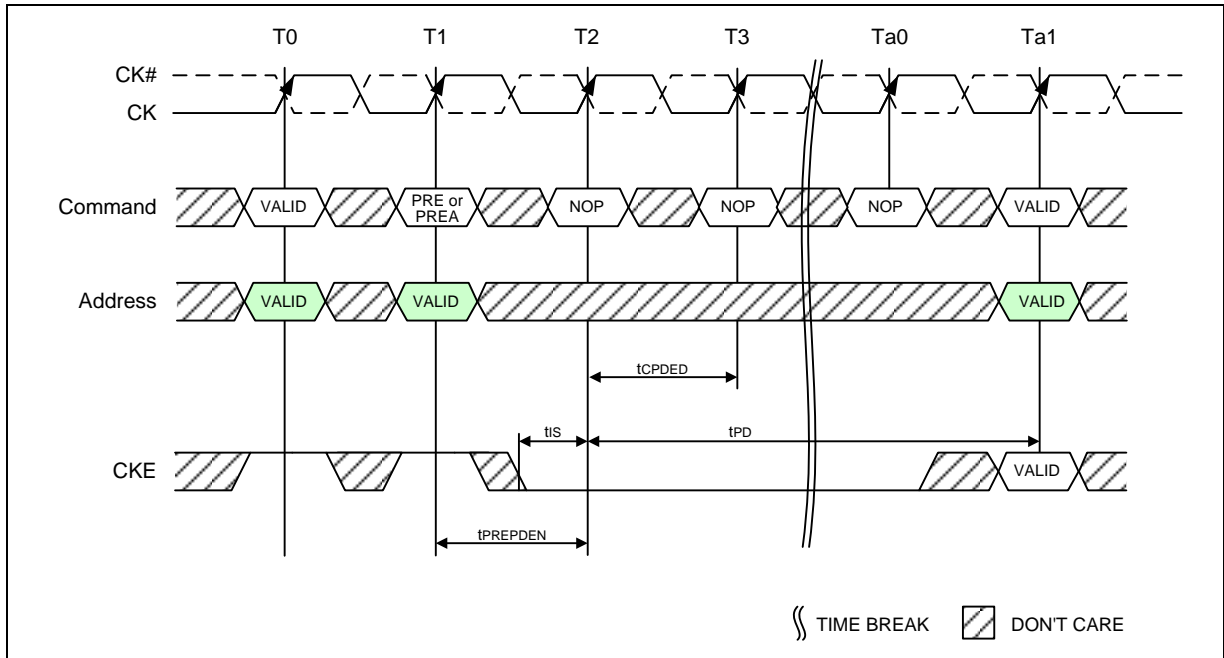 T0 T1 T2 T3 Ta0 Ta1
CK#
CK
Command VALID PRE or PREA NOP NOP NOP VALID
Address VALID VALID VALID
tCPDED
tIS tPD
CKE VALID
tPREPDEN
TIME BREAK DON'T CARE